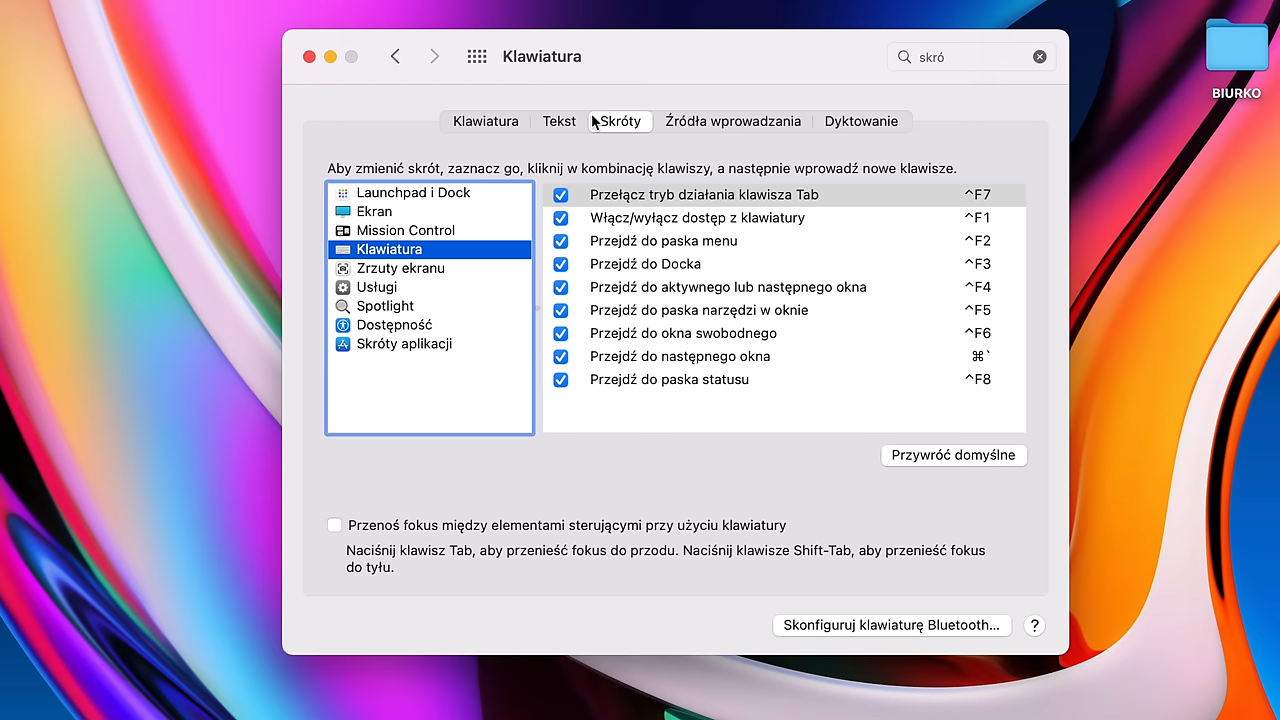 Klawiatura
skró
BIURKO
Klawiatura
Tekst
Skróty
Źródła wprowadzania
Dyktowanie
Aby zmienić skrót, zaznacz go, kliknij w kombinację klawiszy, a następnie wprowadź nowe klawisze.
Launchpad i Dock
Ekran
Mission Control
Klawiatura
Zrzuty ekranu
Usługi
Spotlight
Dostępność
Skróty aplikacji
Przełącz tryb działania klawisza Tab ^F7
Włącz/wyłącz dostęp z klawiatury ^F1
Przejdź do paska menu ^F2
Przejdź do Docka ^F3
Przejdź do aktywnego lub następnego okna ^F4
Przejdź do paska narzędzi w oknie ^F5
Przejdź do okna swobodnego ^F6
Przejdź do następnego okna ⌘`
Przejdź do paska statusu ^F8
Przywróć domyślne
Przenoś fokus między elementami sterującymi przy użyciu klawiatury
Naciśnij klawisz Tab, aby przenieść fokus do przodu. Naciśnij klawisze Shift-Tab, aby przenieść fokus
do tyłu.
Skonfiguruj klawiaturę Bluetooth...
?